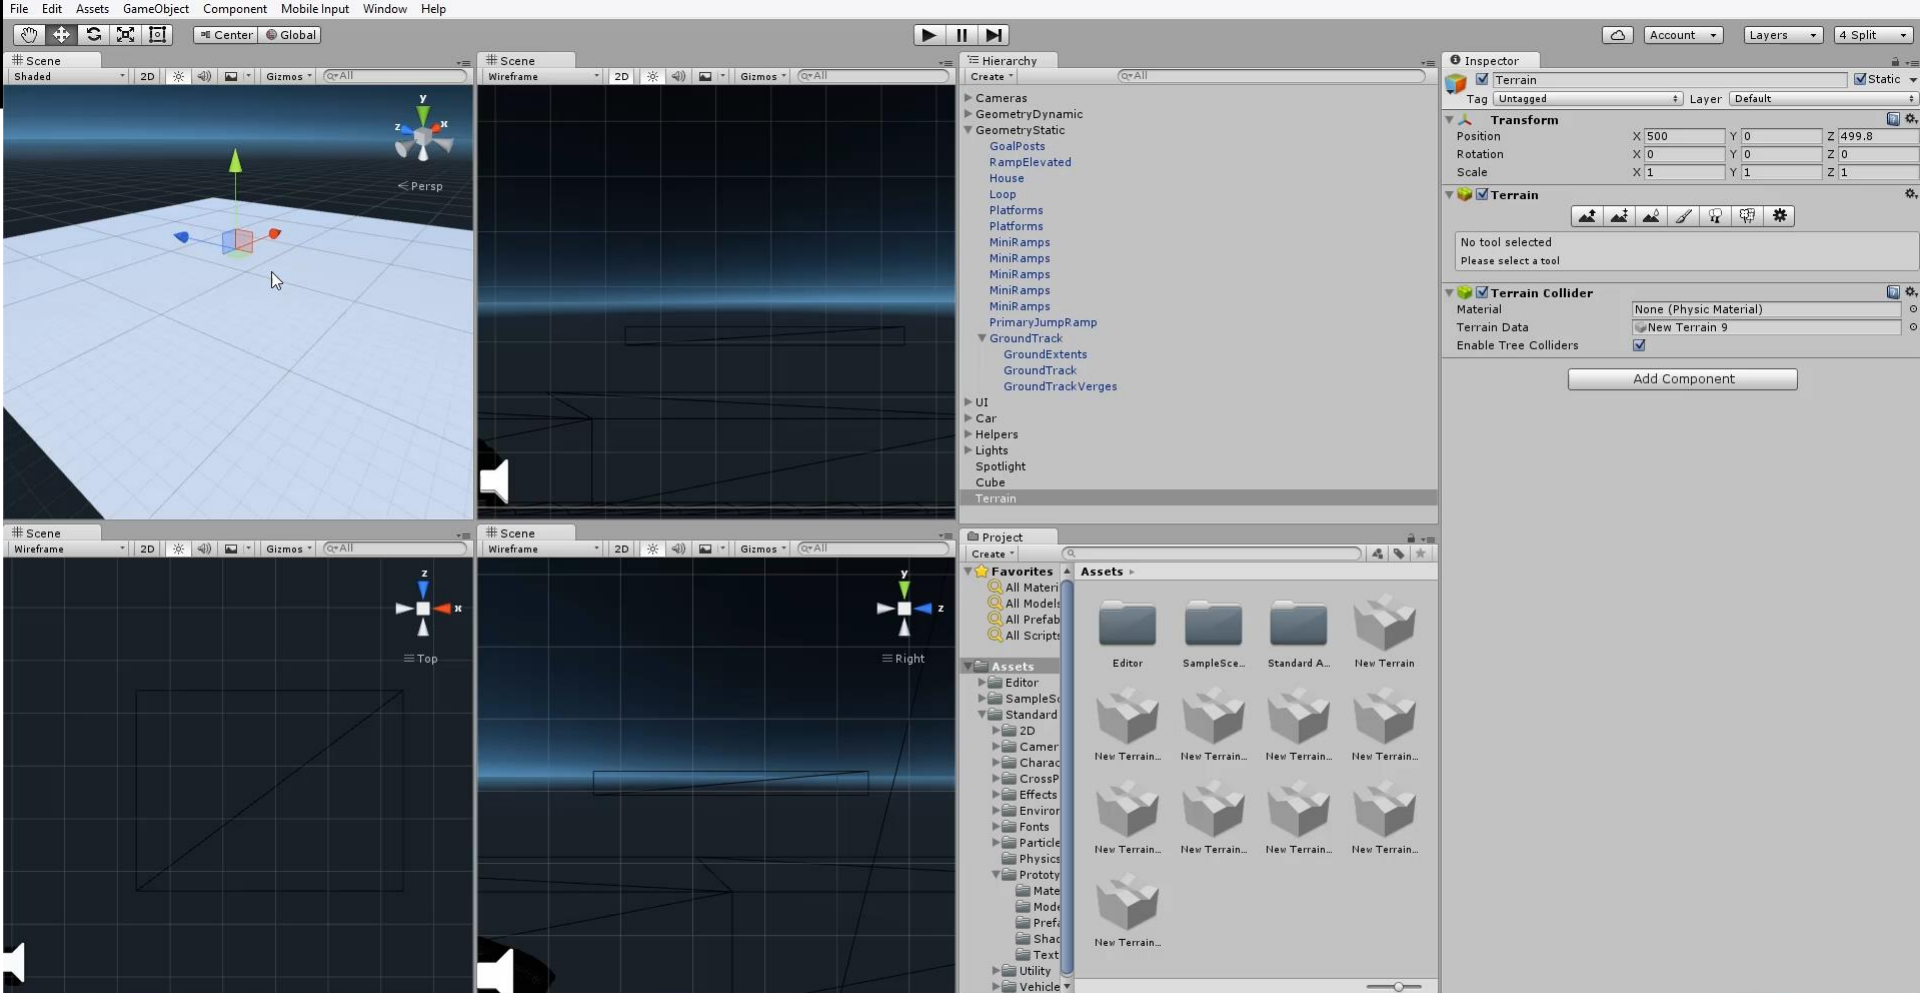 File Edit Assets GameObject Component Mobile Input Window Help
Center Global
Account Layers 4 Split
Scene
Shaded 2D Gizmos All
y
z x
Persp
Scene
Wireframe 2D Gizmos All
Scene
Wireframe 2D Gizmos All
z
x
Top
Scene
Wireframe 2D Gizmos All
y
z
Right
Hierarchy
Create All
Cameras
GeometryDynamic
GeometryStatic
GoalPosts
RampElevated
House
Loop
Platforms
Platforms
MiniRamps
MiniRamps
MiniRamps
MiniRamps
MiniRamps
PrimaryJumpRamp
GroundTrack
GroundExtents
GroundTrack
GroundTrackVerges
UI
Car
Helpers
Lights
Spotlight
Cube
Terrain
Project
Create
Favorites
All Materi
All Models
All Prefab
All Scripts
Assets
Editor
SampleSc
Standard
2D
Camer
Charac
CrossP
Effects
Enviror
Fonts
Particle
Physics
Prototy
Mate
Mode
Prefa
Shac
Text
Utility
Vehicle
Assets
Editor SampleSce... Standard A... New Terrain
New Terrain... New Terrain... New Terrain... New Terrain...
New Terrain... New Terrain... New Terrain... New Terrain...
New Terrain...
Inspector
Terrain Static
Tag Untagged Layer Default
Transform
Position X 500 Y 0 Z 499.8
Rotation X 0 Y 0 Z 0
Scale X 1 Y 1 Z 1
Terrain
No tool selected
Please select a tool
Terrain Collider
Material None (Physic Material)
Terrain Data New Terrain 9
Enable Tree Colliders
Add Component